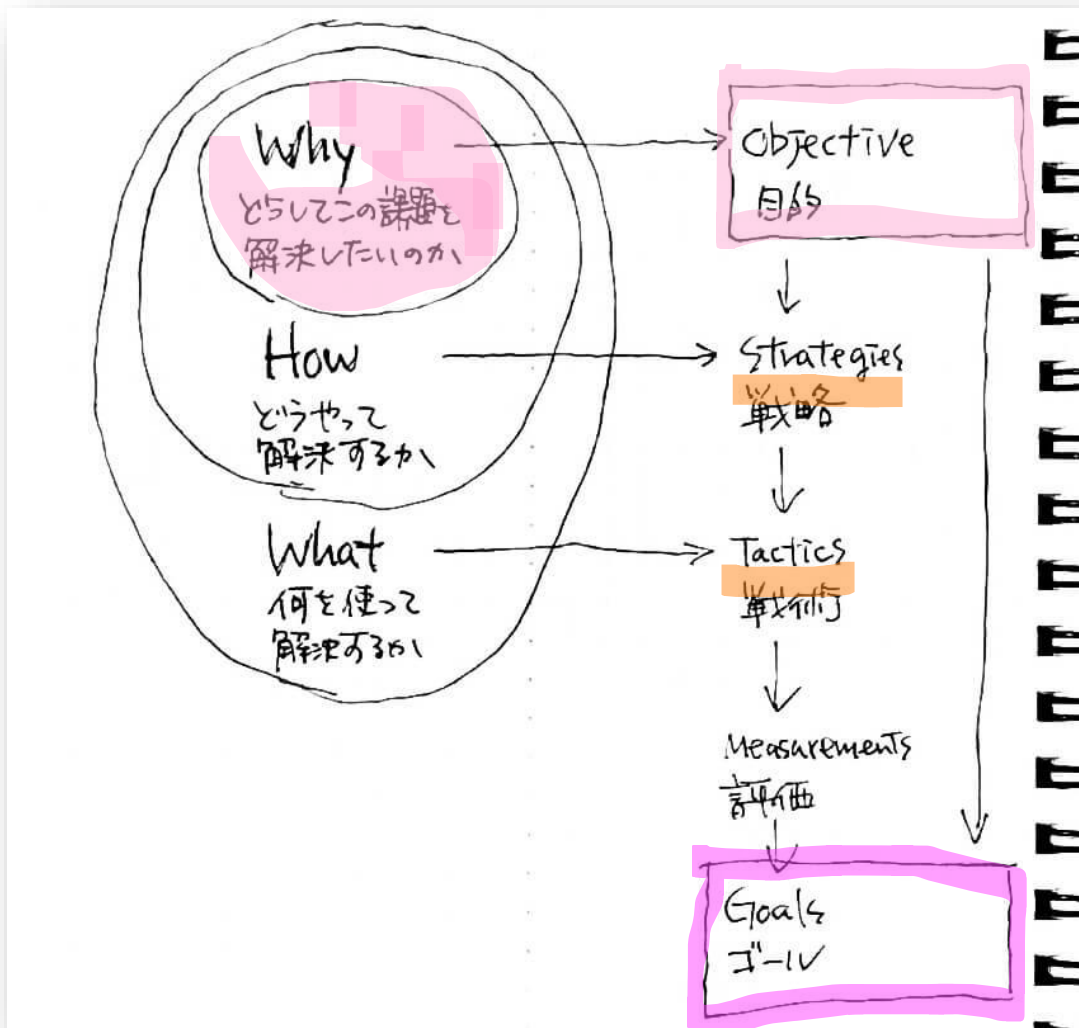 Why
どうしてこの課題を
解決したいのか
How
どうやって
解決するか
What
何を使って
解決するか
Objective
目的
Strategies
戦略
Tactics
戦術
Measurements
評価
Goals
ゴール